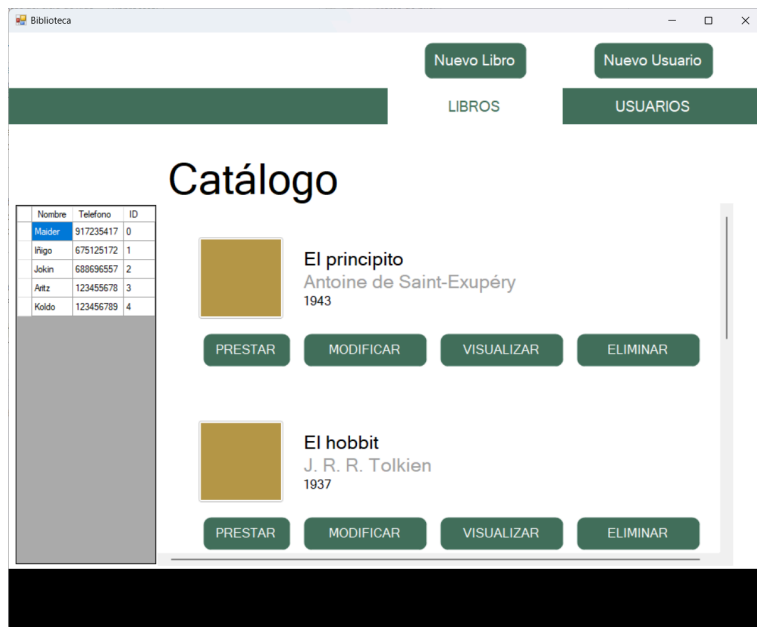 Biblioteca
Nuevo Libro Nuevo Usuario
LIBROS USUARIOS
Catálogo
Nombre Telefono ID
Maider 917235417 0
Iñigo 675125172 1
Jokin 688696557 2
Aritz 123455678 3
Koldo 123456789 4
El principito
Antoine de Saint-Exupéry
1943
PRESTAR MODIFICAR VISUALIZAR ELIMINAR
El hobbit
J. R. R. Tolkien
1937
PRESTAR MODIFICAR VISUALIZAR ELIMINAR